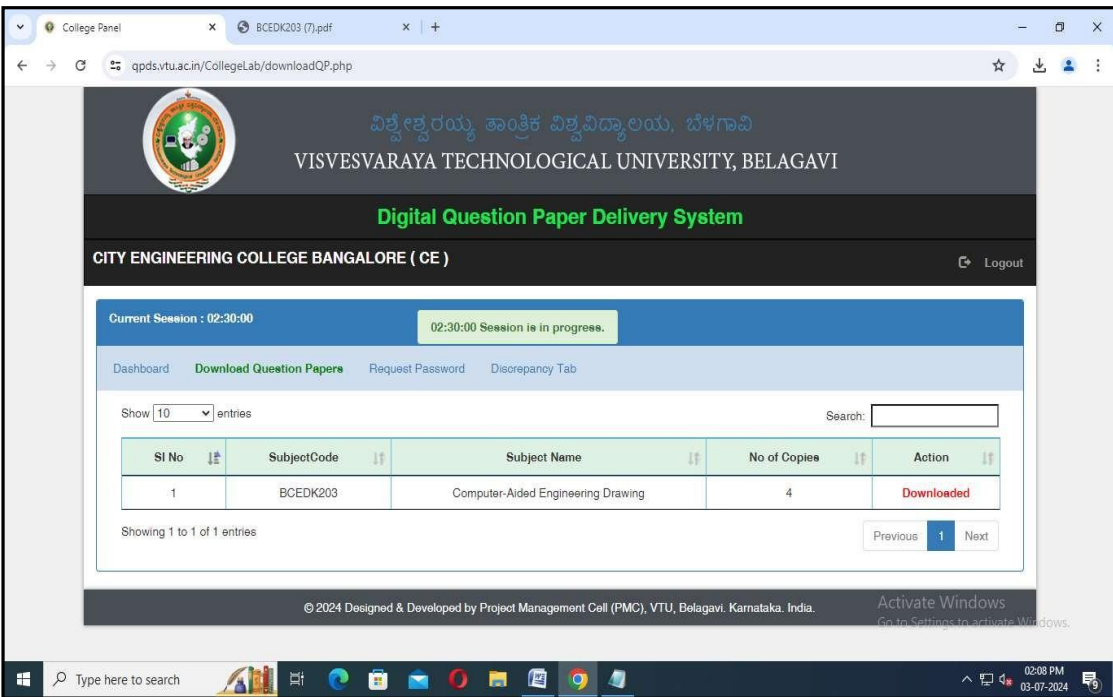 College Panel
BCEDK203 (7).pdf
qpds.vtu.ac.in/CollegeLab/downloadQP.php
ವಿಶ್ವೇಶ್ವರಯ್ಯ ತಾಂತ್ರಿಕ ವಿಶ್ವವಿದ್ಯಾಲಯ, ಬೆಳಗಾವಿ
VISVESVARAYA TECHNOLOGICAL UNIVERSITY, BELAGAVI
Digital Question Paper Delivery System
CITY ENGINEERING COLLEGE BANGALORE ( CE )
Logout
Current Session : 02:30:00
02:30:00 Session is in progress.
Dashboard Download Question Papers Request Password Discrepancy Tab
Show 10 entries Search:
Sl No SubjectCode Subject Name No of Copies Action
1 BCEDK203 Computer-Aided Engineering Drawing 4 Downloaded
Showing 1 to 1 of 1 entries
Previous 1 Next
© 2024 Designed & Developed by Project Management Cell (PMC), VTU, Belagavi. Karnataka. India.
Activate Windows
Go to Settings to activate Windows.
Type here to search
02:08 PM
03-07-2024
9